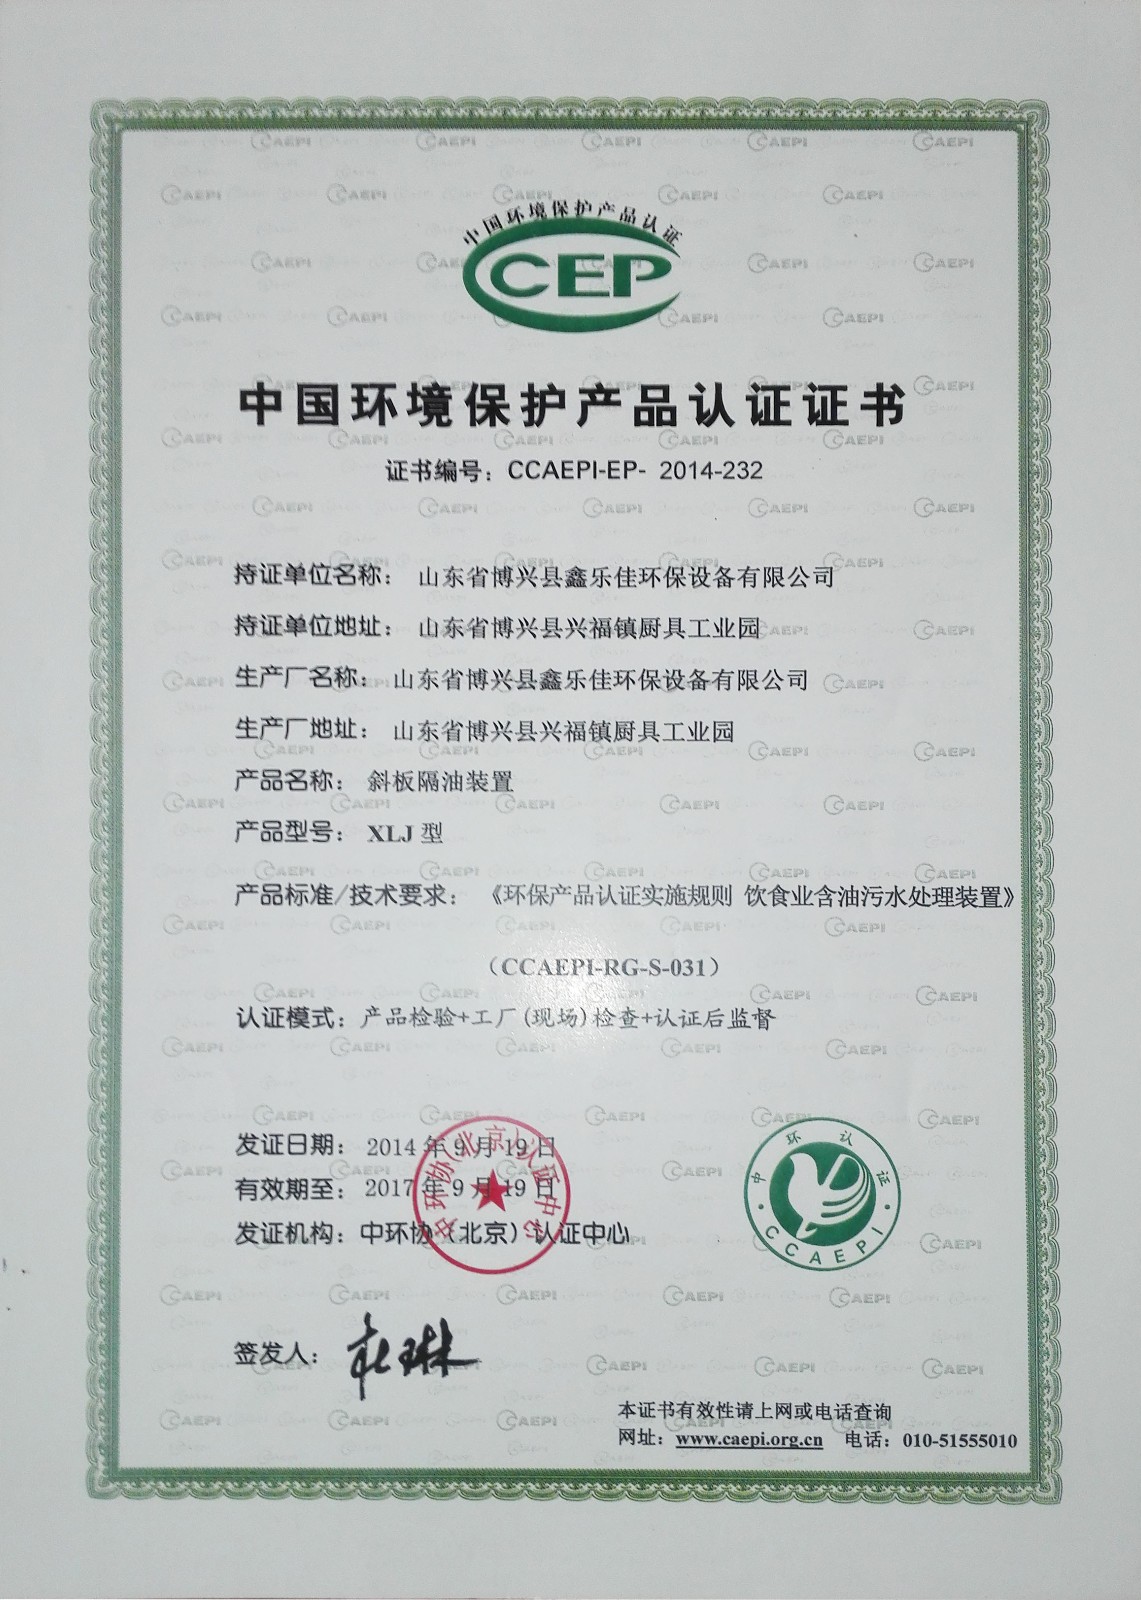 中国环境保护产品认证
CEP
中国环境保护产品认证证书
证书编号：CCAEPI-EP- 2014-232
持证单位名称： 山东省博兴县鑫乐佳环保设备有限公司
持证单位地址： 山东省博兴县兴福镇厨具工业园
生产厂名称： 山东省博兴县鑫乐佳环保设备有限公司
生产厂地址： 山东省博兴县兴福镇厨具工业园
产品名称： 斜板隔油装置
产品型号： XLJ 型
产品标准/技术要求： 《环保产品认证实施规则 饮食业含油污水处理装置》
（CCAEPI-RG-S-031）
认证模式：产品检验+工厂(现场)检查+认证后监督
发证日期： 2014 年 9 月 19 日
有效期至： 2017 年 9 月 19 日
发证机构：中环协（北京）认证中心
中环协(北京)认证中心
中环认证
CCAEPI
签发人：
本证书有效性请上网或电话查询
网址：www.caepi.org.cn 电话：010-51555010